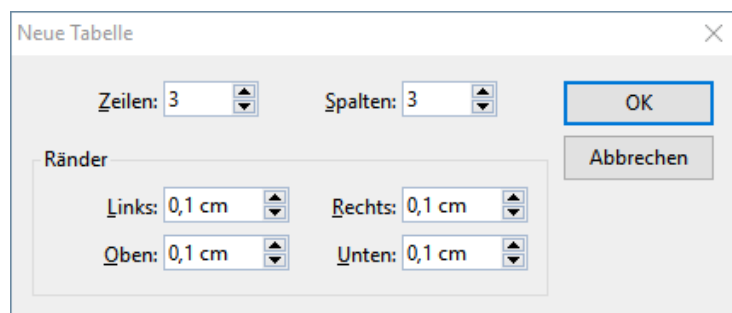 Neue Tabelle
Zeilen: 3 Spalten: 3 OK
Abbrechen
Ränder
Links: 0,1 cm Rechts: 0,1 cm
Oben: 0,1 cm Unten: 0,1 cm